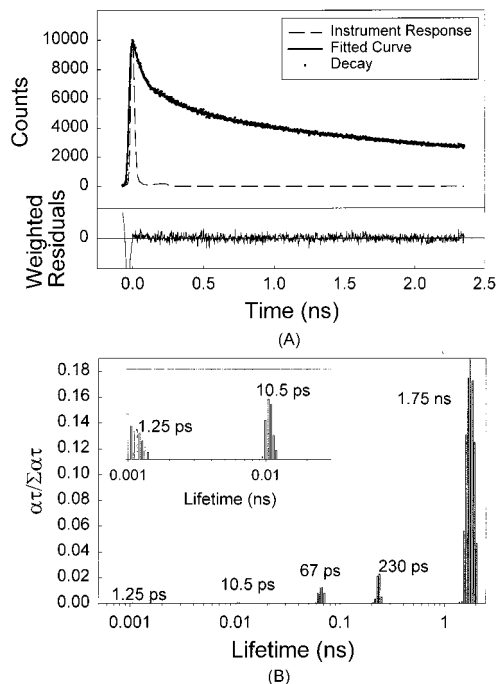 10000
8000
6000
4000
2000
0
Counts
Instrument Response
Fitted Curve
Decay
Weighted
Residuals
0
0.0 0.5 1.0 1.5 2.0 2.5
Time (ns)
(A)
0.18
0.16
0.14
0.12
0.10
0.08
0.06
0.04
0.02
0.00
ατ/Σατ
1.25 ps
10.5 ps
0.001 0.01
Lifetime (ns)
1.75 ns
1.25 ps
10.5 ps
67 ps
230 ps
0.001 0.01 0.1 1
Lifetime (ns)
(B)